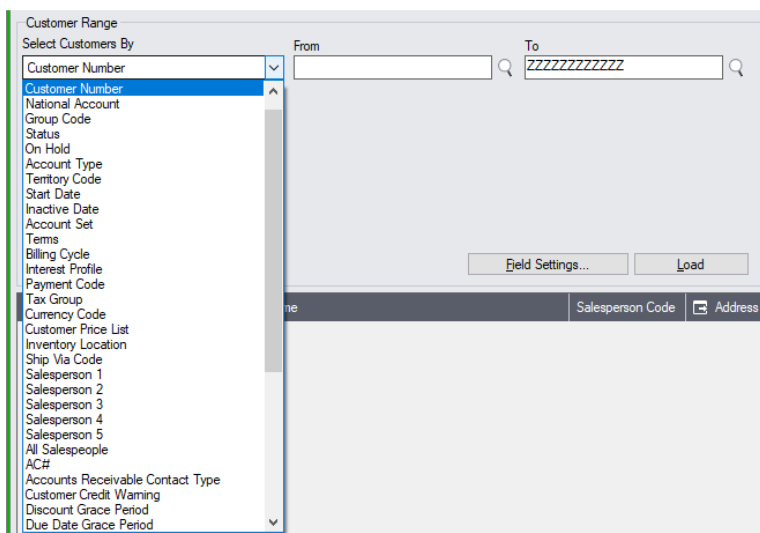 Customer Range
Select Customers By From To
Customer Number ZZZZZZZZZZZZ
Customer Number
National Account
Group Code
Status
On Hold
Account Type
Territory Code
Start Date
Inactive Date
Account Set
Terms
Billing Cycle
Interest Profile
Payment Code
Tax Group
Currency Code
Customer Price List
Inventory Location
Ship Via Code
Salesperson 1
Salesperson 2
Salesperson 3
Salesperson 4
Salesperson 5
All Salespeople
AC#
Accounts Receivable Contact Type
Customer Credit Warning
Discount Grace Period
Due Date Grace Period
Field Settings... Load
me Salesperson Code Address